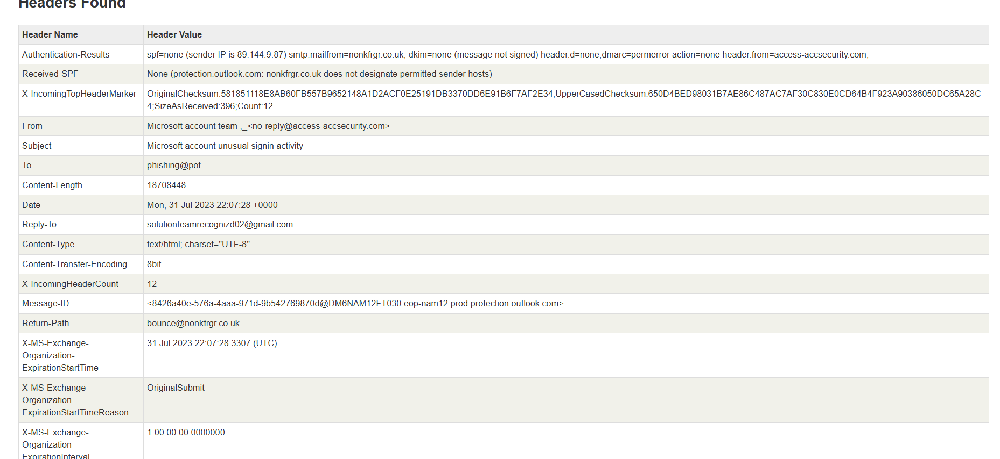 Headers Found
Header Name Header Value
Authentication-Results spf=none (sender IP is 89.144.9.87) smtp.mailfrom=nonkfrgr.co.uk; dkim=none (message not signed) header.d=none;dmarc=permerror action=none header.from=access-accsecurity.com;
Received-SPF None (protection.outlook.com: nonkfrgr.co.uk does not designate permitted sender hosts)
X-IncomingTopHeaderMarker OriginalChecksum:581851118E8AB60FB557B9652148A1D2ACF0E25191DB3370DD6E91B6F7AF2E34;UpperCasedChecksum:650D4BED98031B7AE86C487AC7AF30C830E0CD64B4F923A90386050DC65A28C
4;SizeAsReceived:396;Count:12
From Microsoft account team ,_<no-reply@access-accsecurity.com>
Subject Microsoft account unusual signin activity
To phishing@pot
Content-Length 18708448
Date Mon, 31 Jul 2023 22:07:28 +0000
Reply-To solutionteamrecognizd02@gmail.com
Content-Type text/html; charset="UTF-8"
Content-Transfer-Encoding 8bit
X-IncomingHeaderCount 12
Message-ID <8426a40e-576a-4aaa-971d-9b542769870d@DM6NAM12FT030.eop-nam12.prod.protection.outlook.com>
Return-Path bounce@nonkfrgr.co.uk
X-MS-Exchange- 31 Jul 2023 22:07:28.3307 (UTC)
Organization-
ExpirationStartTime
X-MS-Exchange- OriginalSubmit
Organization-
ExpirationStartTimeReason
X-MS-Exchange- 1:00:00:00.0000000
Organization-
ExpirationInterval